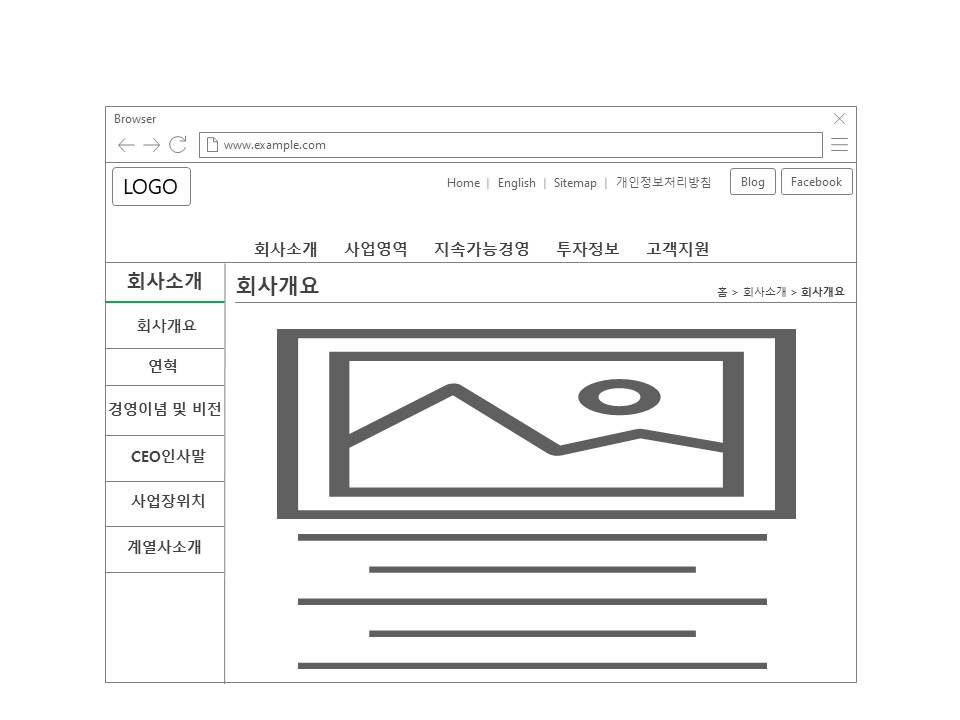 Browser
www.example.com
LOGO
Home | English | Sitemap | 개인정보처리방침
Blog
Facebook
회사소개 사업영역 지속가능경영 투자정보 고객지원
회사소개
회사개요
연혁
경영이념 및 비전
CEO인사말
사업장위치
계열사소개
회사개요
홈 > 회사소개 > 회사개요